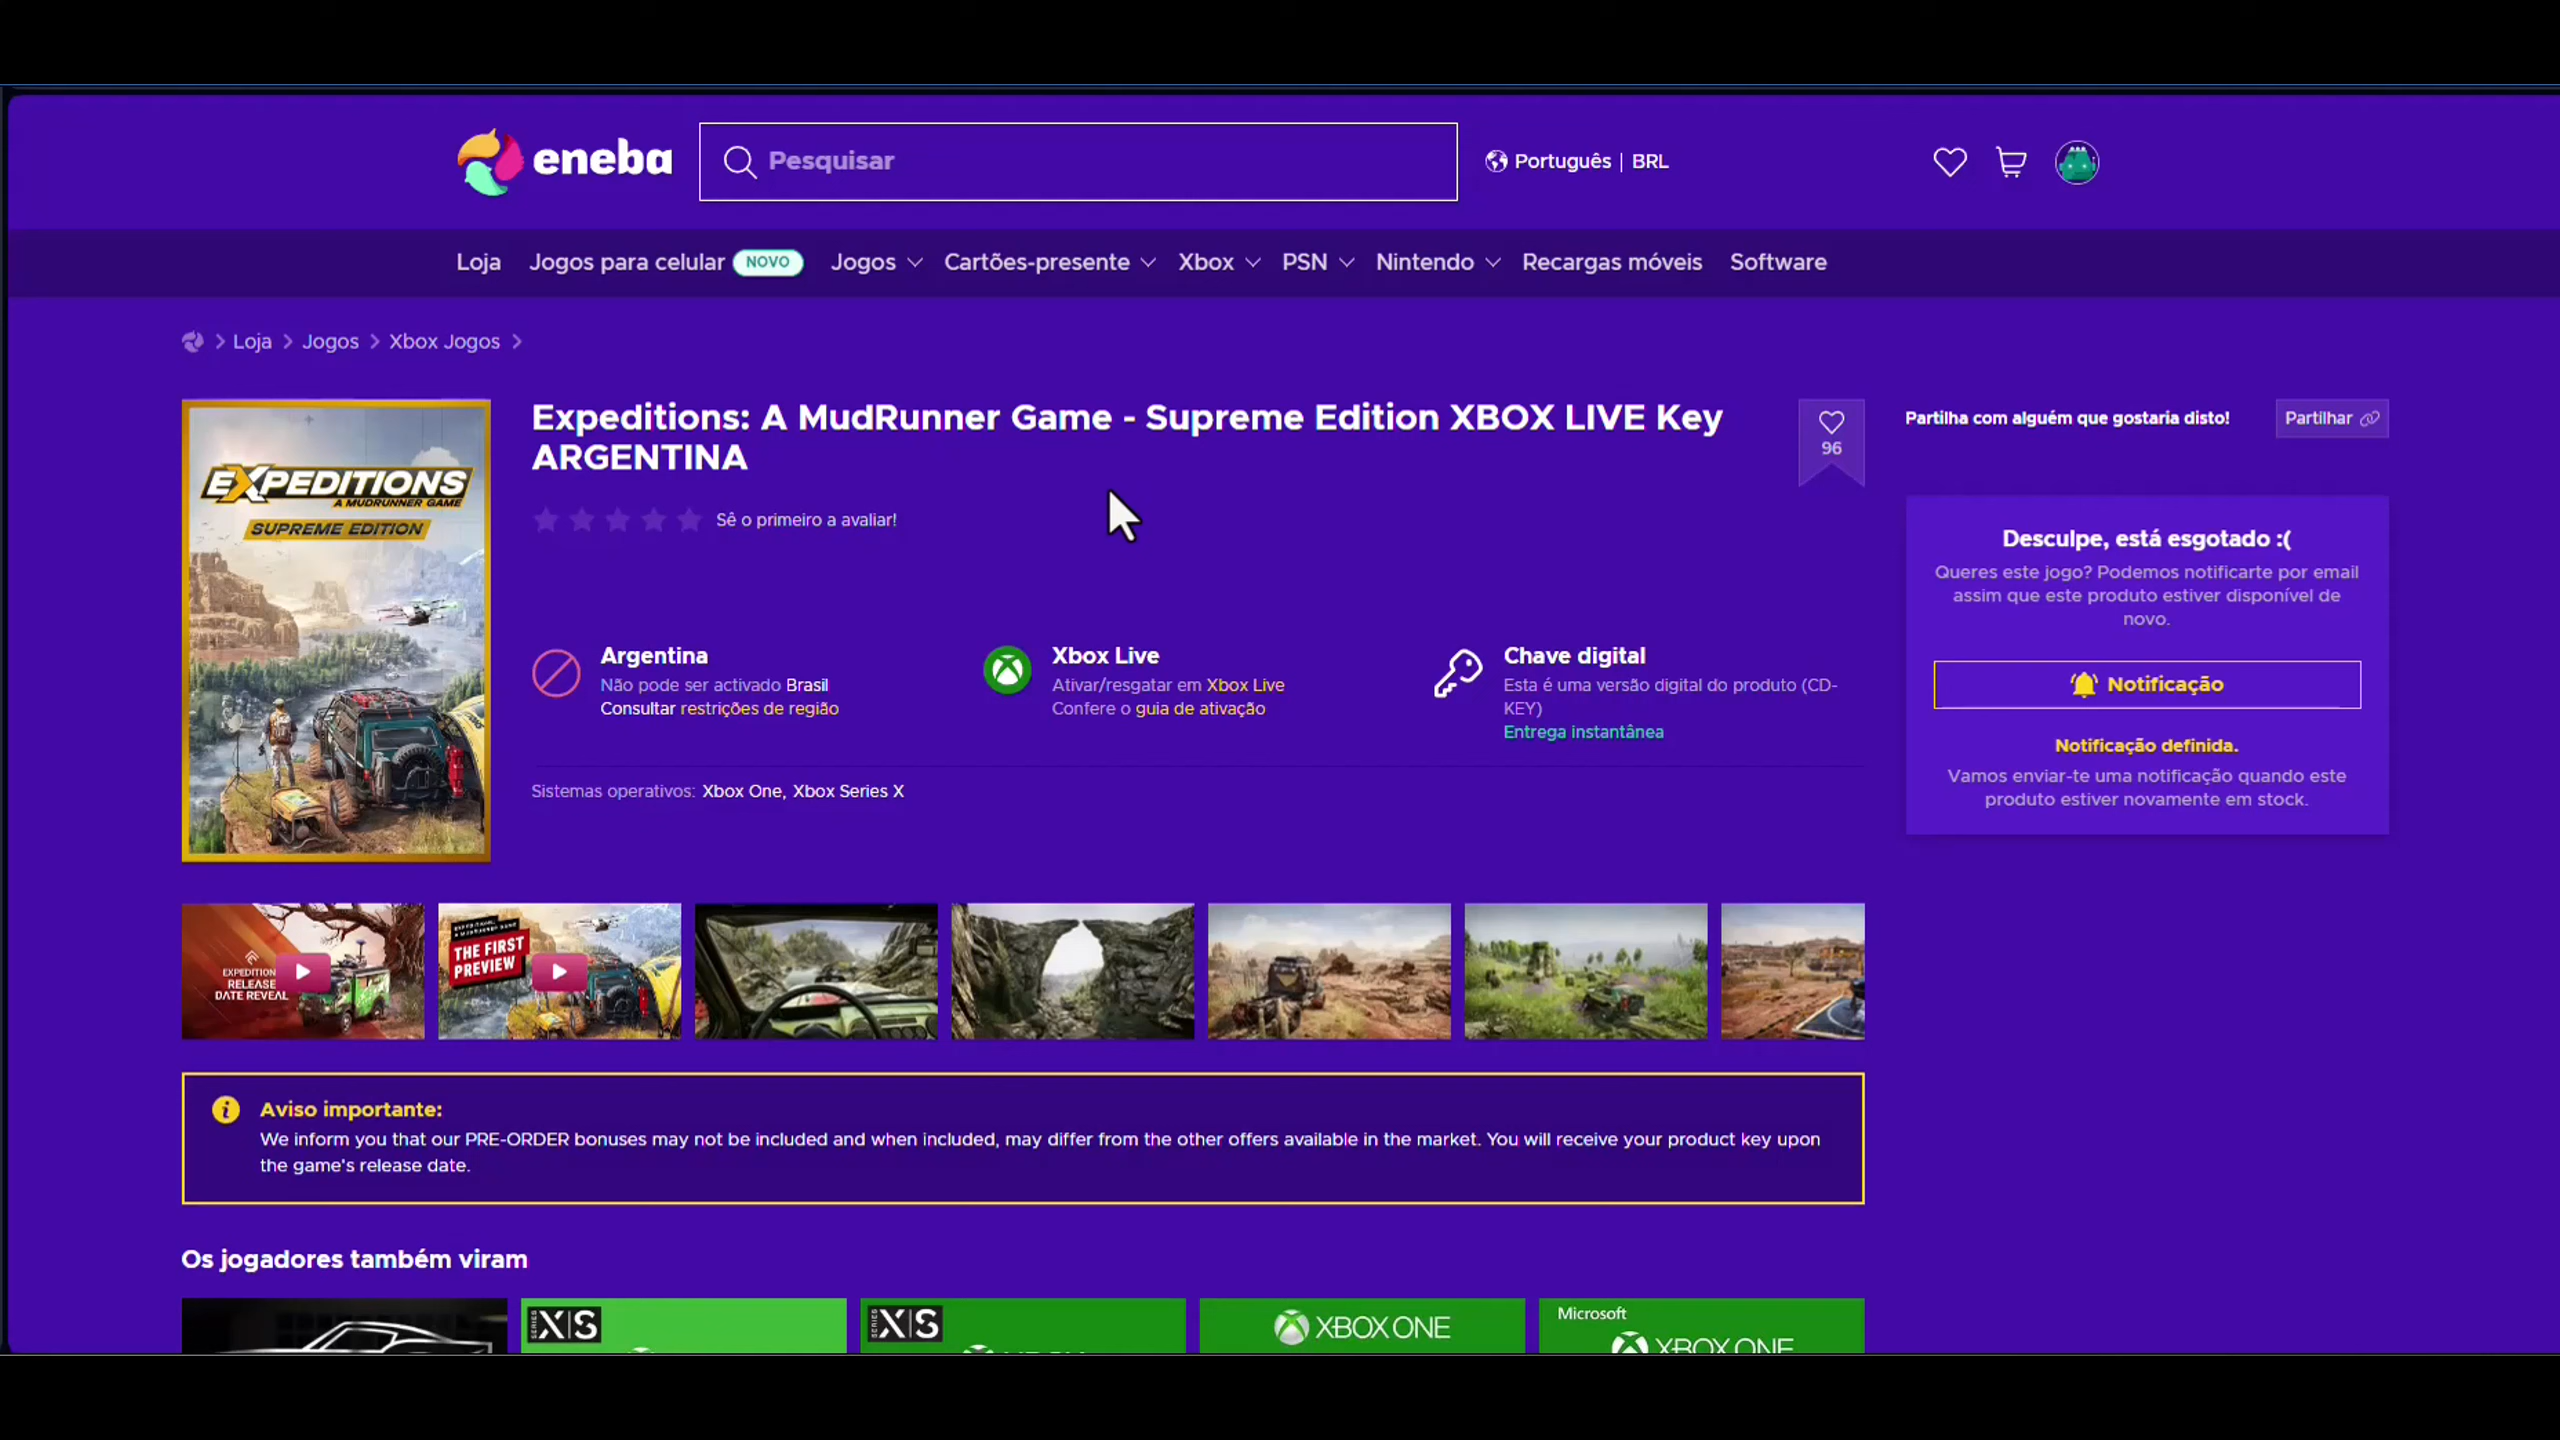 eneba
Pesquisar
Português | BRL
Loja
Jogos para celular NOVO
Jogos
Cartões-presente
Xbox
PSN
Nintendo
Recargas móveis
Software
Loja
Jogos
Xbox Jogos
EXPEDITIONS
A MUDRUNNER GAME
SUPREME EDITION
Expeditions: A MudRunner Game - Supreme Edition XBOX LIVE Key
ARGENTINA
Sê o primeiro a avaliar!
96
Partilha com alguém que gostaria disto!
Partilhar
Argentina
Não pode ser activado Brasil
Consultar restrições de região
Xbox Live
Ativar/resgatar em Xbox Live
Confere o guia de ativação
Chave digital
Esta é uma versão digital do produto (CD-
KEY)
Entrega instantânea
Sistemas operativos: Xbox One, Xbox Series X
Desculpe, está esgotado :(
Queres este jogo? Podemos notificarte por email
assim que este produto estiver disponível de
novo.
Notificação
Notificação definida.
Vamos enviar-te uma notificação quando este
produto estiver novamente em stock.
EXPEDITION
RELEASE
DATE REVEAL
THE FIRST
PREVIEW
Aviso importante:
We inform you that our PRE-ORDER bonuses may not be included and when included, may differ from the other offers available in the market. You will receive your product key upon
the game's release date.
Os jogadores também viram
SERIES X|S
SERIES X|S
XBOX ONE
Microsoft
XBOX ONE